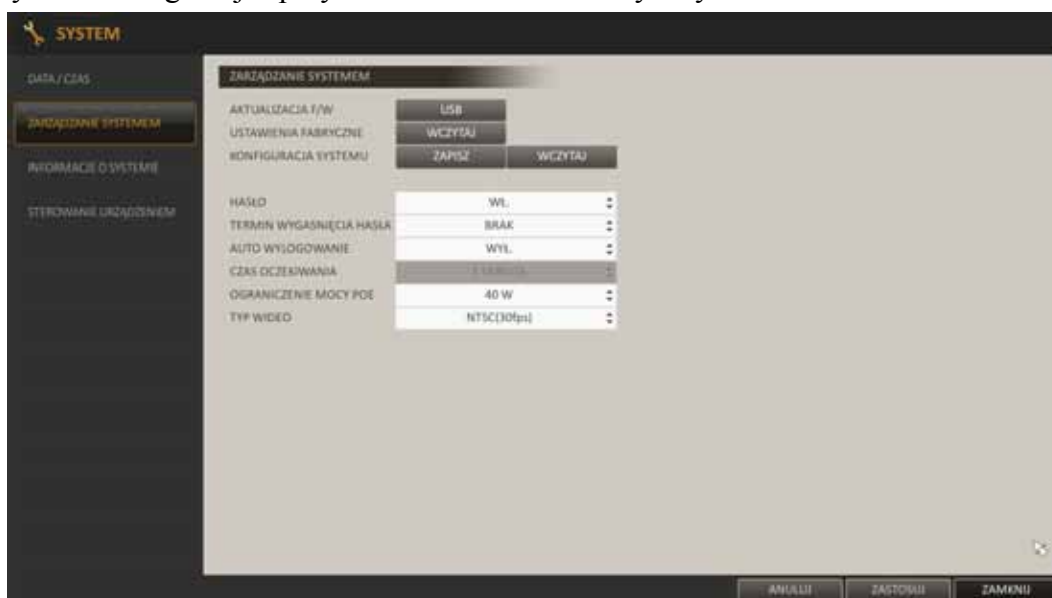 SYSTEM
DATA / CZAS
ZARZĄDZANIE SYSTEMEM
INFORMACJE O SYSTEMIE
STEROWANIE URZĄDZENIEM
ZARZĄDZANIE SYSTEMEM
AKTUALIZACJA F/W USB
USTAWIENIA FABRYCZNE WCZYTAJ
KONFIGURACJA SYSTEMU ZAPISZ WCZYTAJ
HASŁO WŁ.
TERMIN WYGAŚNIĘCIA HASŁA BRAK
AUTO WYLOGOWANIE WYŁ.
CZAS OCZEKIWANIA
OGRANICZENIE MOCY POE 40 W
TYP WIDEO NTSC(30fps)
ANULUJ ZASTOSUJ ZAMKNIJ